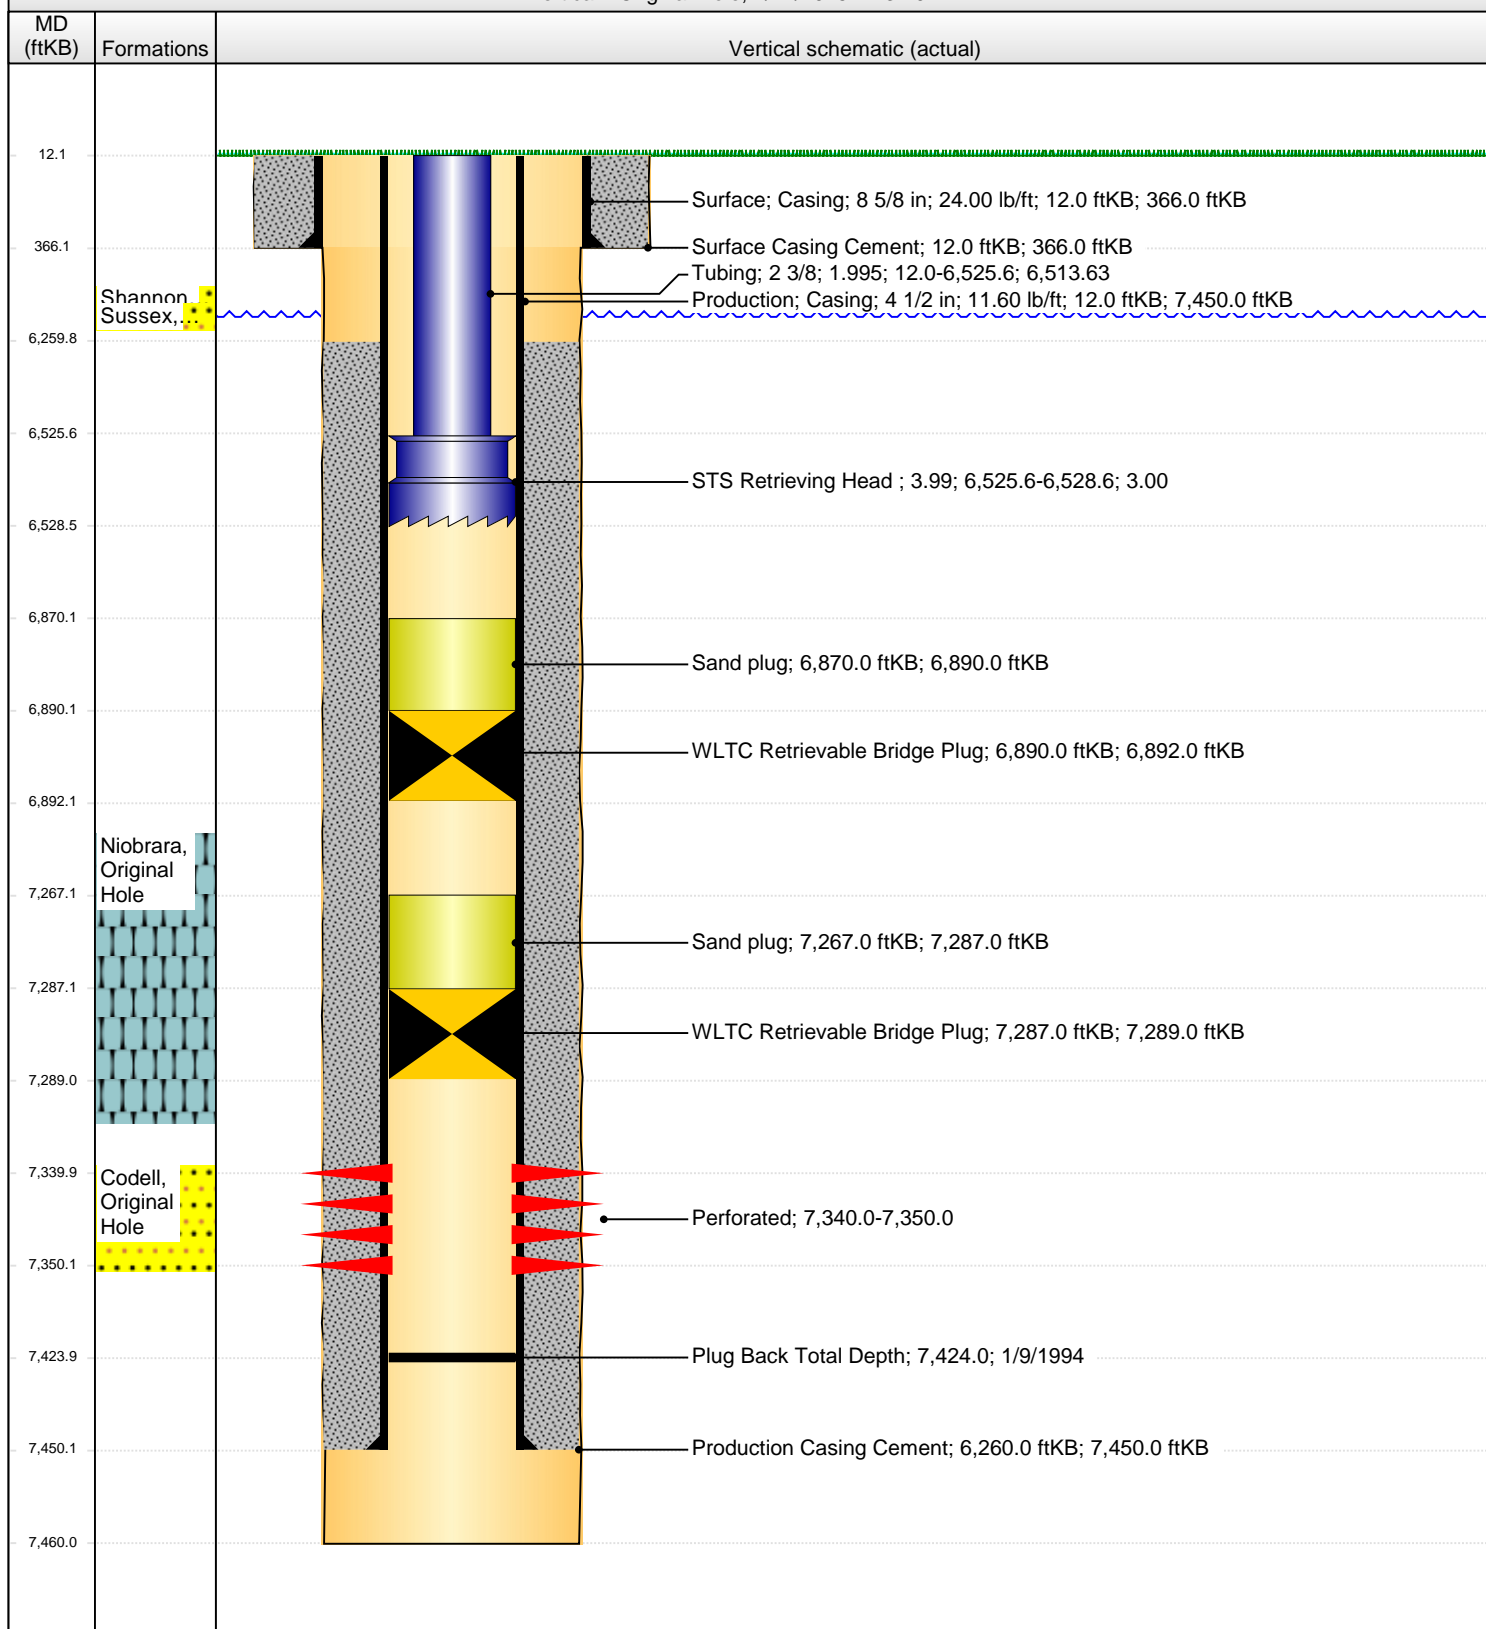 MD
(ftKB)
Formations
Vertical schematic (actual)
12.1
Surface; Casing; 8 5/8 in; 24.00 lb/ft; 12.0 ftKB; 366.0 ftKB
366.1
Surface Casing Cement; 12.0 ftKB; 366.0 ftKB
Tubing; 2 3/8; 1.995; 12.0-6,525.6; 6,513.63
Shannon,
Production; Casing; 4 1/2 in; 11.60 lb/ft; 12.0 ftKB; 7,450.0 ftKB
Sussex,...
6,259.8
6,525.6
STS Retrieving Head ; 3.99; 6,525.6-6,528.6; 3.00
6,528.5
6,870.1
Sand plug; 6,870.0 ftKB; 6,890.0 ftKB
6,890.1
WLTC Retrievable Bridge Plug; 6,890.0 ftKB; 6,892.0 ftKB
6,892.1
Niobrara,
Original
Hole
7,267.1
Sand plug; 7,267.0 ftKB; 7,287.0 ftKB
7,287.1
WLTC Retrievable Bridge Plug; 7,287.0 ftKB; 7,289.0 ftKB
7,289.0
7,339.9
Codell,
Original
Hole
Perforated; 7,340.0-7,350.0
7,350.1
7,423.9
Plug Back Total Depth; 7,424.0; 1/9/1994
7,450.1
Production Casing Cement; 6,260.0 ftKB; 7,450.0 ftKB
7,460.0